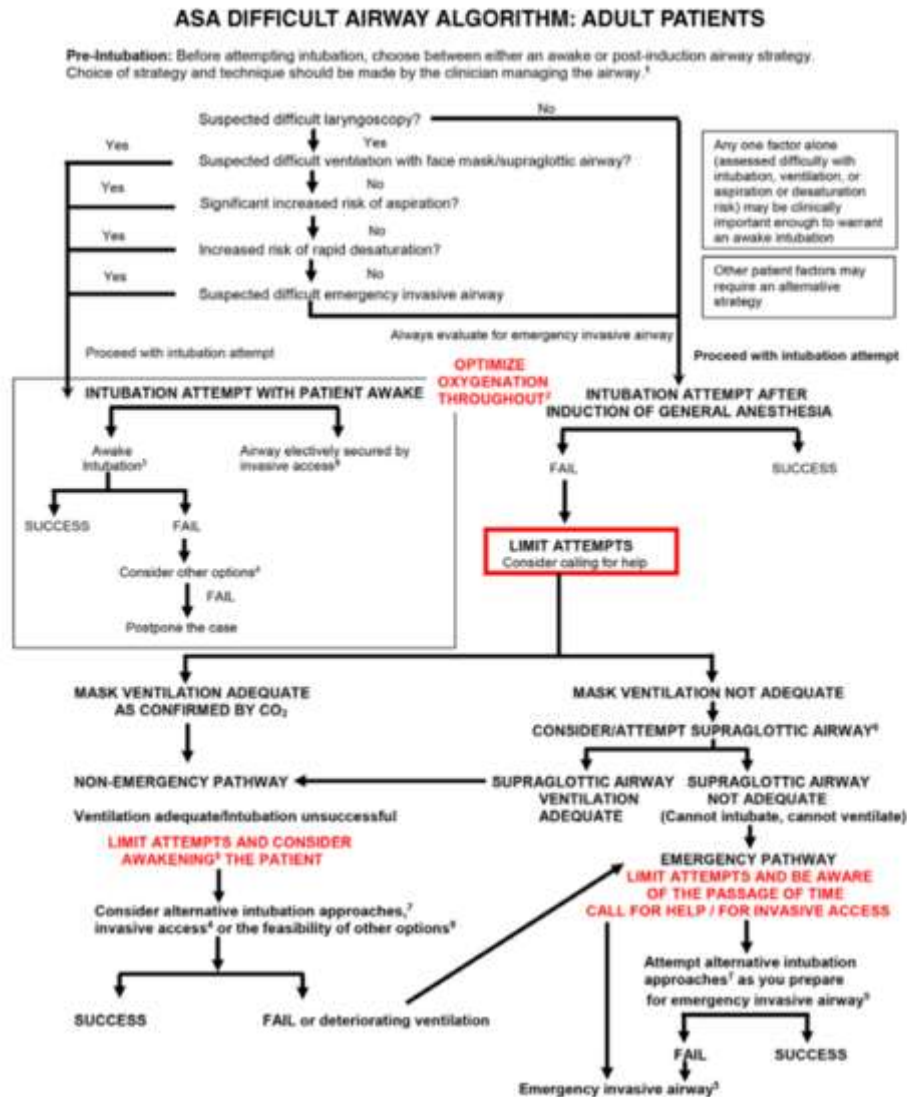 ASA DIFFICULT AIRWAY ALGORITHM: ADULT PATIENTS
Pre-Intubation: Before attempting intubation, choose between either an awake or post-induction airway strategy.
Choice of strategy and technique should be made by the clinician managing the airway.¹
Suspected difficult laryngoscopy?
No
Yes
Yes
Suspected difficult ventilation with face mask/supraglottic airway?
No
Yes
Significant increased risk of aspiration?
No
Yes
Increased risk of rapid desaturation?
No
Yes
Suspected difficult emergency invasive airway
Any one factor alone
(assessed difficulty with
intubation, ventilation, or
aspiration or desaturation
risk) may be clinically
important enough to warrant
an awake intubation
Other patient factors may
require an alternative
strategy
Always evaluate for emergency invasive airway
Proceed with intubation attempt
Proceed with intubation attempt
OPTIMIZE
OXYGENATION
THROUGHOUT²
INTUBATION ATTEMPT WITH PATIENT AWAKE
Awake
Intubation³
Airway electively secured by
invasive access
SUCCESS
FAIL
Consider other options
FAIL
Postpone the case
INTUBATION ATTEMPT AFTER
INDUCTION OF GENERAL ANESTHESIA
FAIL
SUCCESS
LIMIT ATTEMPTS
Consider calling for help
MASK VENTILATION ADEQUATE
AS CONFIRMED BY CO₂
NON-EMERGENCY PATHWAY
Ventilation adequate/Intubation unsuccessful
LIMIT ATTEMPTS AND CONSIDER
AWAKENING THE PATIENT
Consider alternative intubation approaches,⁷
invasive access or the feasibility of other options
SUCCESS
FAIL or deteriorating ventilation
MASK VENTILATION NOT ADEQUATE
CONSIDER/ATTEMPT SUPRAGLOTTIC AIRWAY
SUPRAGLOTTIC AIRWAY
VENTILATION
ADEQUATE
SUPRAGLOTTIC AIRWAY
NOT ADEQUATE
(Cannot intubate, cannot ventilate)
EMERGENCY PATHWAY
LIMIT ATTEMPTS AND BE AWARE
OF THE PASSAGE OF TIME
CALL FOR HELP / FOR INVASIVE ACCESS
Attempt alternative intubation
approaches⁷ as you prepare
for emergency invasive airway
FAIL
SUCCESS
Emergency invasive airway